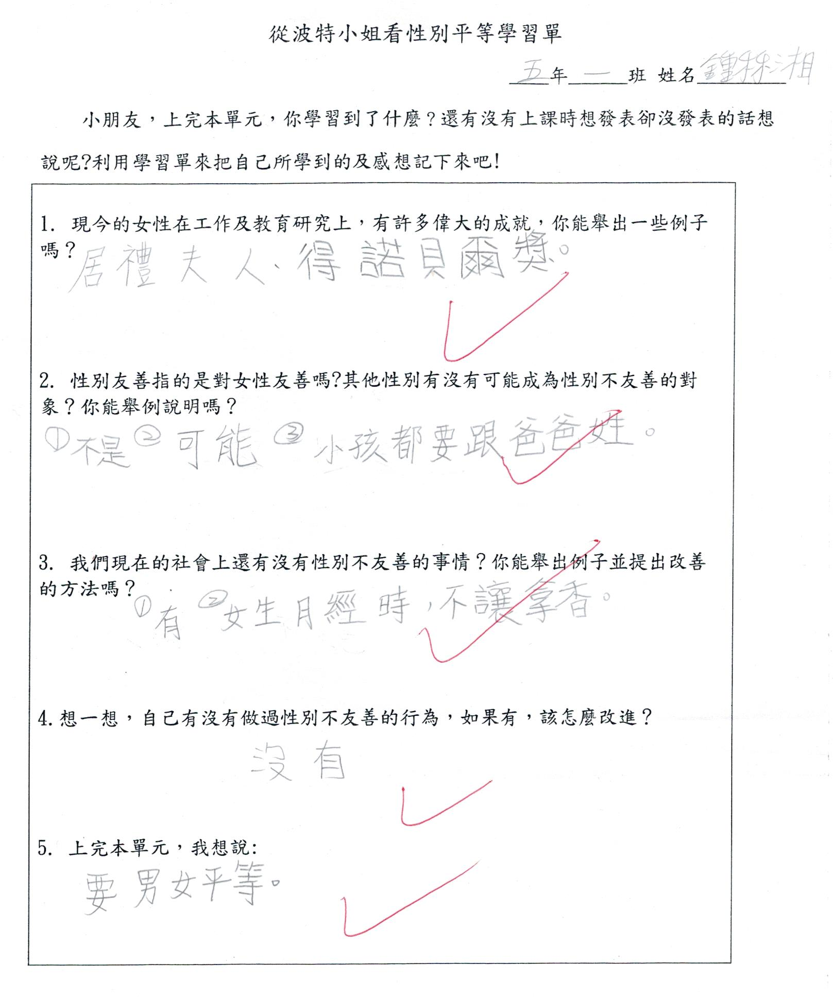 從波特小姐看性別平等學習單
五年一班 姓名鍾秝湘
小朋友，上完本單元，你學習到了什麼？還有沒有上課時想發表卻沒發表的話想
說呢?利用學習單來把自己所學到的及感想記下來吧!
1. 現今的女性在工作及教育研究上，有許多偉大的成就，你能舉出一些例子
嗎？
居禮夫人、得諾貝爾獎。
2. 性別友善指的是對女性友善嗎?其他性別有沒有可能成為性別不友善的對
象？你能舉例說明嗎？
①不是②可能 ③小孩都要跟爸爸姓。
3. 我們現在的社會上還有沒有性別不友善的事情？你能舉出例子並提出改善
的方法嗎？
①有 ②女生月經時，不讓拿香。
4.想一想，自己有沒有做過性別不友善的行為，如果有，該怎麼改進？
沒有
5. 上完本單元，我想說:
要男女平等。